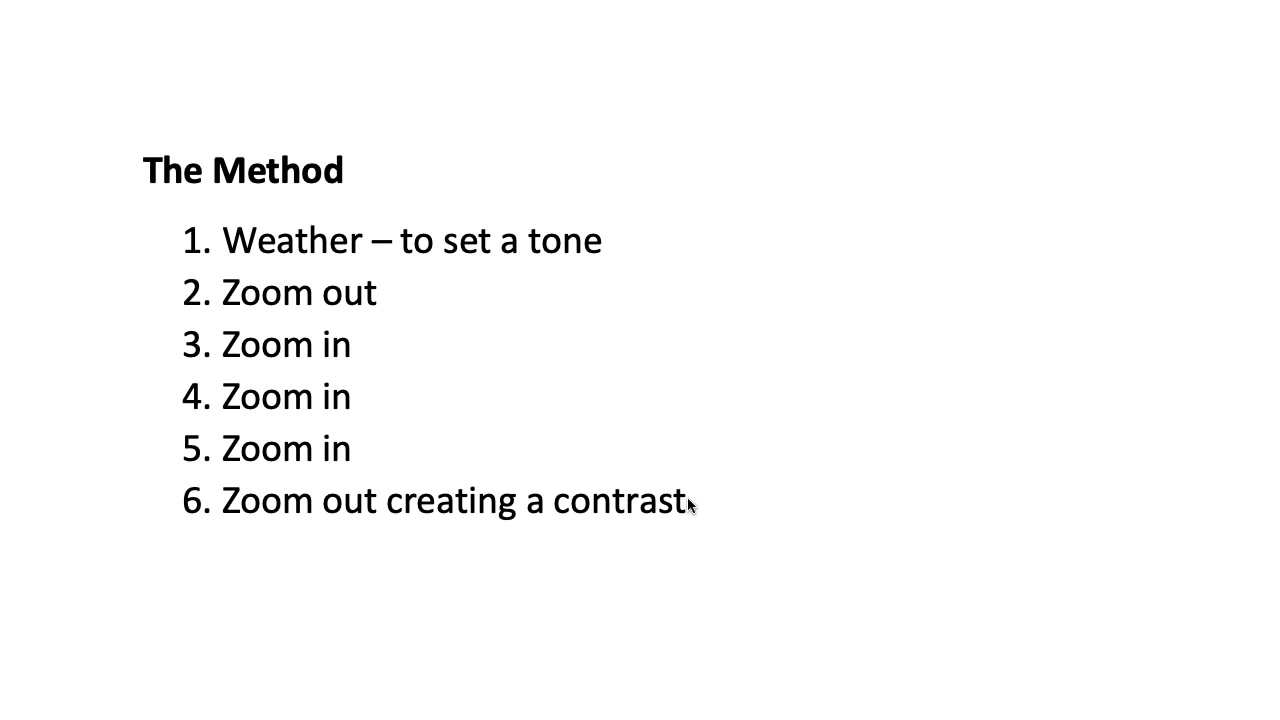 The Method
1. Weather – to set a tone
2. Zoom out
3. Zoom in
4. Zoom in
5. Zoom in
6. Zoom out creating a contrast